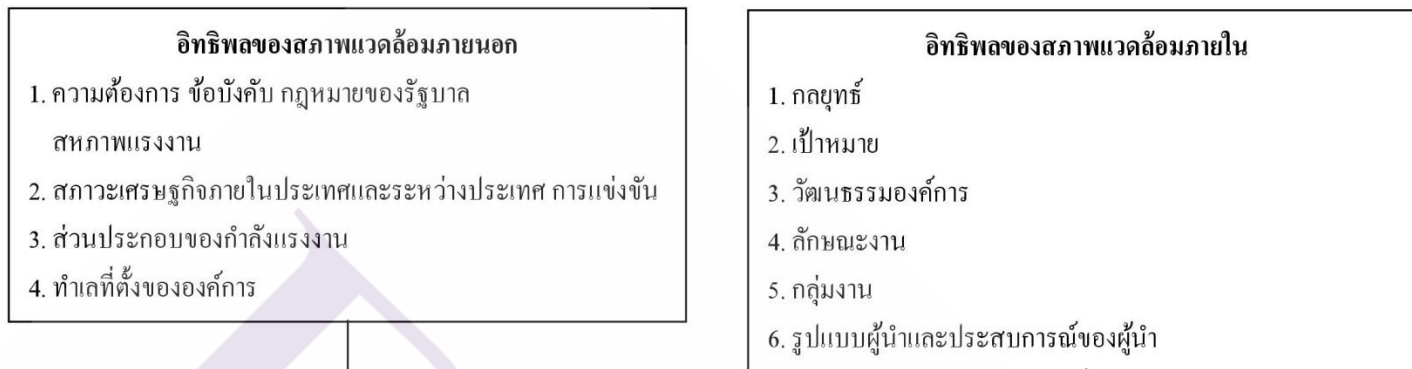 อิทธิพลของสภาพแวดล้อมภายนอก
1. ความต้องการ ข้อบังคับ กฎหมายของรัฐบาล
สหภาพแรงงาน
2. สภาวะเศรษฐกิจภายในประเทศและระหว่างประเทศ การแข่งขัน
3. ส่วนประกอบของกำลังแรงงาน
4. ทำเลที่ตั้งขององค์การ
อิทธิพลของสภาพแวดล้อมภายใน
1. กลยุทธ์
2. เป้าหมาย
3. วัฒนธรรมองค์การ
4. ลักษณะงาน
5. กลุ่มงาน
6. รูปแบบผู้นำและประสบการณ์ของผู้นำ